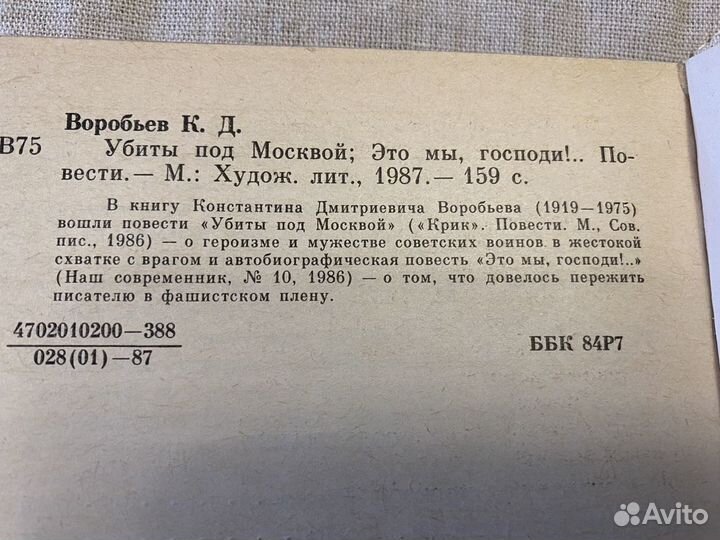 Воробьев К. Д.
В75 Убиты под Москвой; Это мы, господи!.. По-
вести.— М.: Худож. лит., 1987.— 159 с.
В книгу Константина Дмитриевича Воробьева (1919—1975)
вошли повести «Убиты под Москвой» («Крик». Повести. М., Сов.
пис., 1986) — о героизме и мужестве советских воинов в жестокой
схватке с врагом и автобиографическая повесть «Это мы, господи!..»
(Наш современник, № 10, 1986) — о том, что довелось пережить
писателю в фашистском плену.
4702010200—388
028(01)—87
ББК 84Р7
Avito